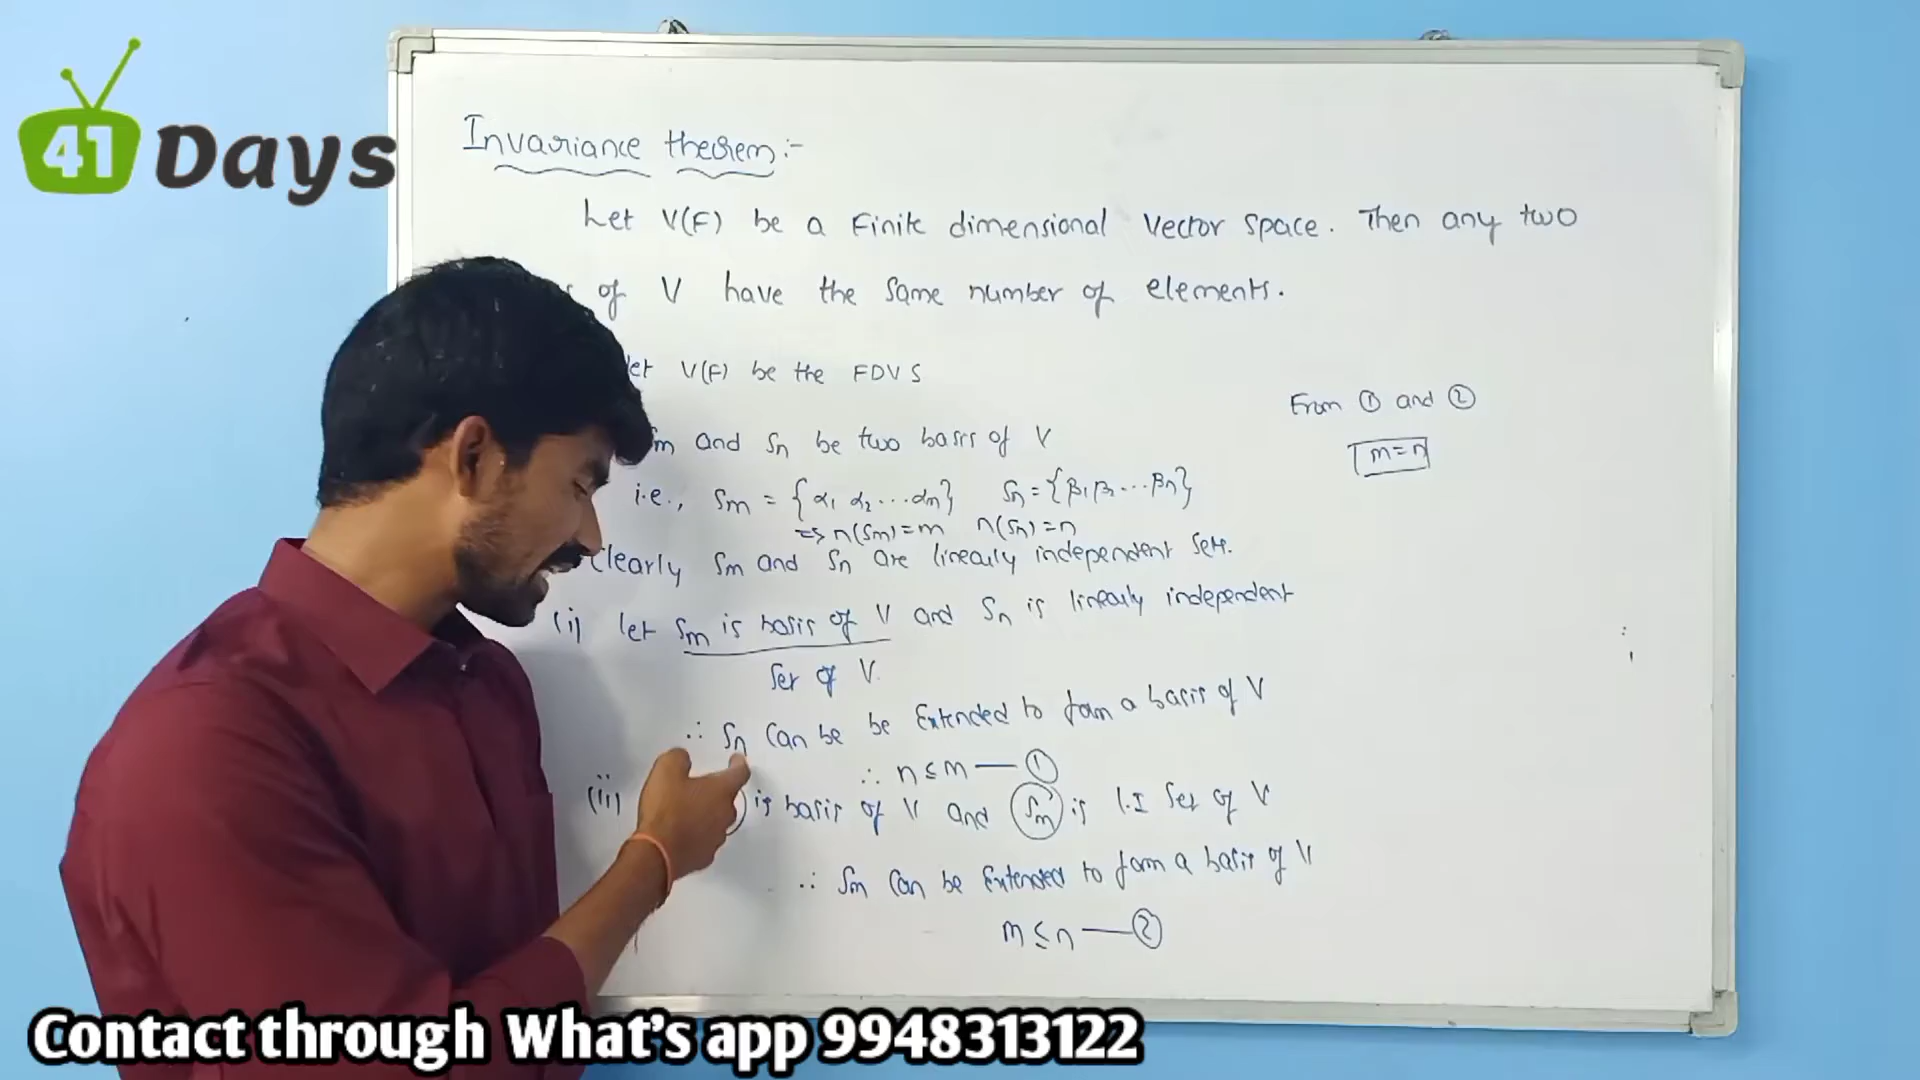 41 Days
Invariance theorem:-
Let V(F) be a Finite dimensional Vector space. Then any two
of V have the same number of elements.
let V(F) be the FDVS
Sm and Sn be two basis of V
i.e., Sm = {α1 α2 ... αm} Sn = {β1 β2 ... βn}
=> n(Sm) = m n(Sn) = n
Clearly Sm and Sn are linearly independent sets.
(i) let Sm is basis of V and Sn is linearly independent
set of V.
∴ Sn can be be Extended to form a basis of V
∴ n ≤ m — ①
(ii) is basis of V and Sm is L.I set of V
∴ Sm can be Extended to form a basis of V
m ≤ n — ②
From ① and ②
m = n
Contact through What's app 9948313122